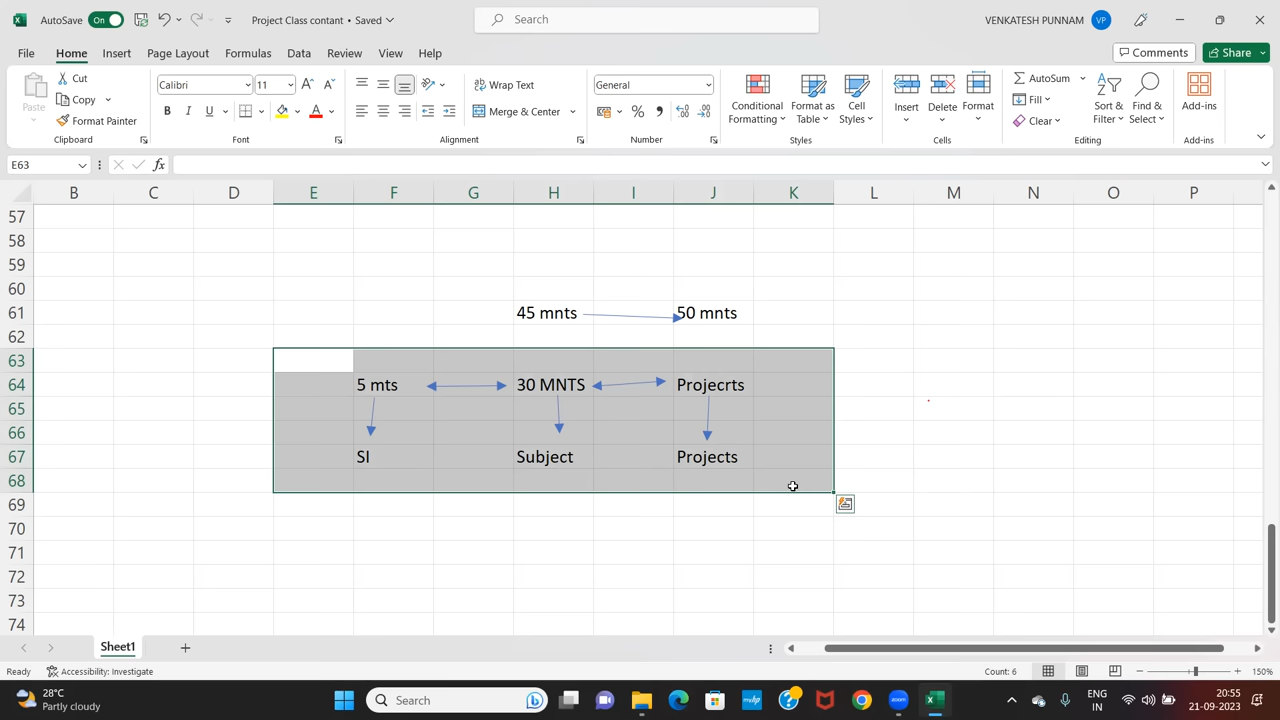 AutoSave On Project Class contant • Saved Search VENKATESH PUNNAM VP
File Home Insert Page Layout Formulas Data Review View Help Comments Share
Paste Cut Copy Format Painter Clipboard
Calibri 11 A A B I U A Font
Wrap Text Merge & Center Alignment
General % , Number
Conditional Formatting Format as Table Cell Styles Styles
Insert Delete Format Cells
AutoSum Fill Clear Sort & Filter Find & Select Editing
Add-ins Add-ins
E63 fx
B C D E F G H I J K L M N O P
57
58
59
60
61 45 mnts 50 mnts
62
63
64 5 mts 30 MNTS Projecrts
65
66
67 SI Subject Projects
68
69
70
71
72
73
74
Sheet1
Ready Accessibility: Investigate Count: 6 150%
28°C Partly cloudy Search myhp ENG IN 20:55 21-09-2023